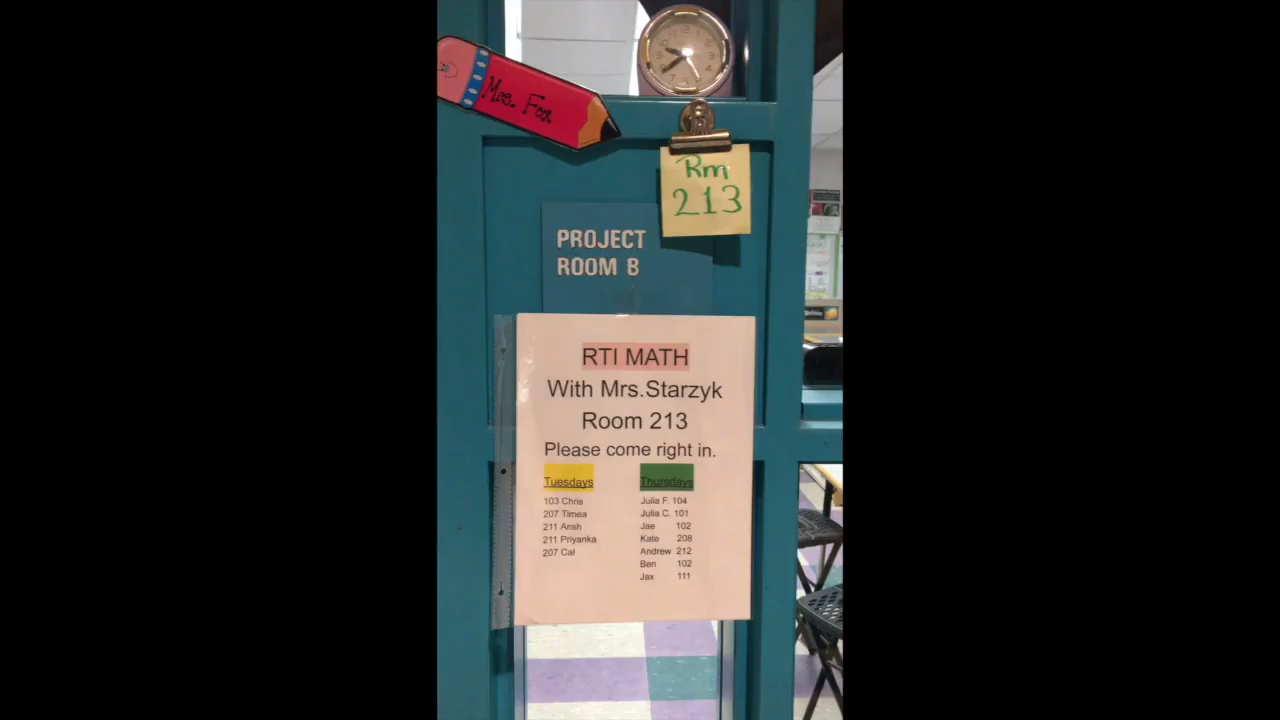 Mrs. Fox
Rm
213
PROJECT
ROOM B
RTI MATH
With Mrs.Starzyk
Room 213
Please come right in.
Tuesdays
103 Chris
207 Timea
211 Ansh
211 Priyanka
207 Cal
Thursdays
Julia F. 104
Julia C. 101
Jae 102
Kate 208
Andrew 212
Ben 102
Jax 111